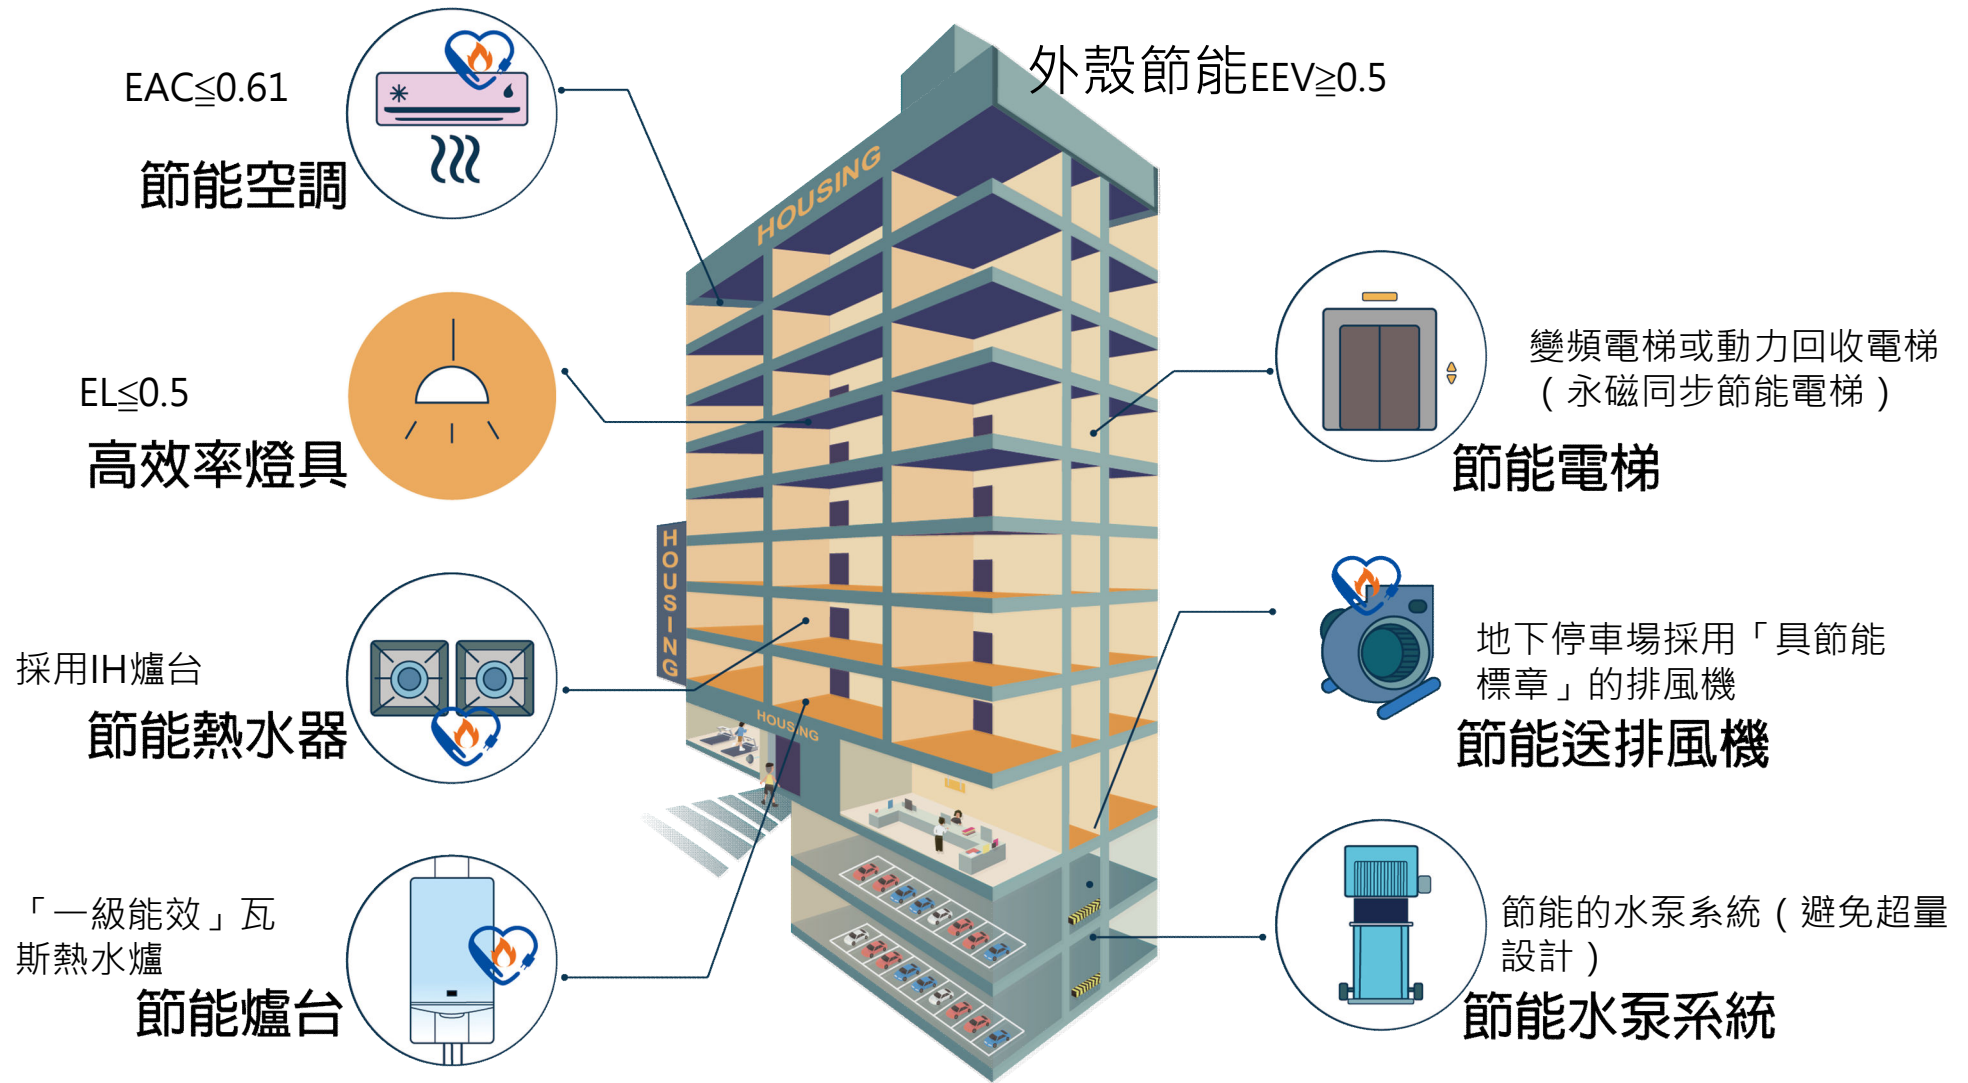 外殼節能EEV≧0.5
EAC≦0.61
節能空調
EL≦0.5
高效率燈具
採用IH爐台
節能熱水器
「一級能效」瓦
斯熱水爐
節能爐台
HOUSING
HOUSING
HOUSING
變頻電梯或動力回收電梯
（永磁同步節能電梯）
節能電梯
地下停車場採用「具節能
標章」的排風機
節能送排風機
節能的水泵系統（避免超量
設計）
節能水泵系統